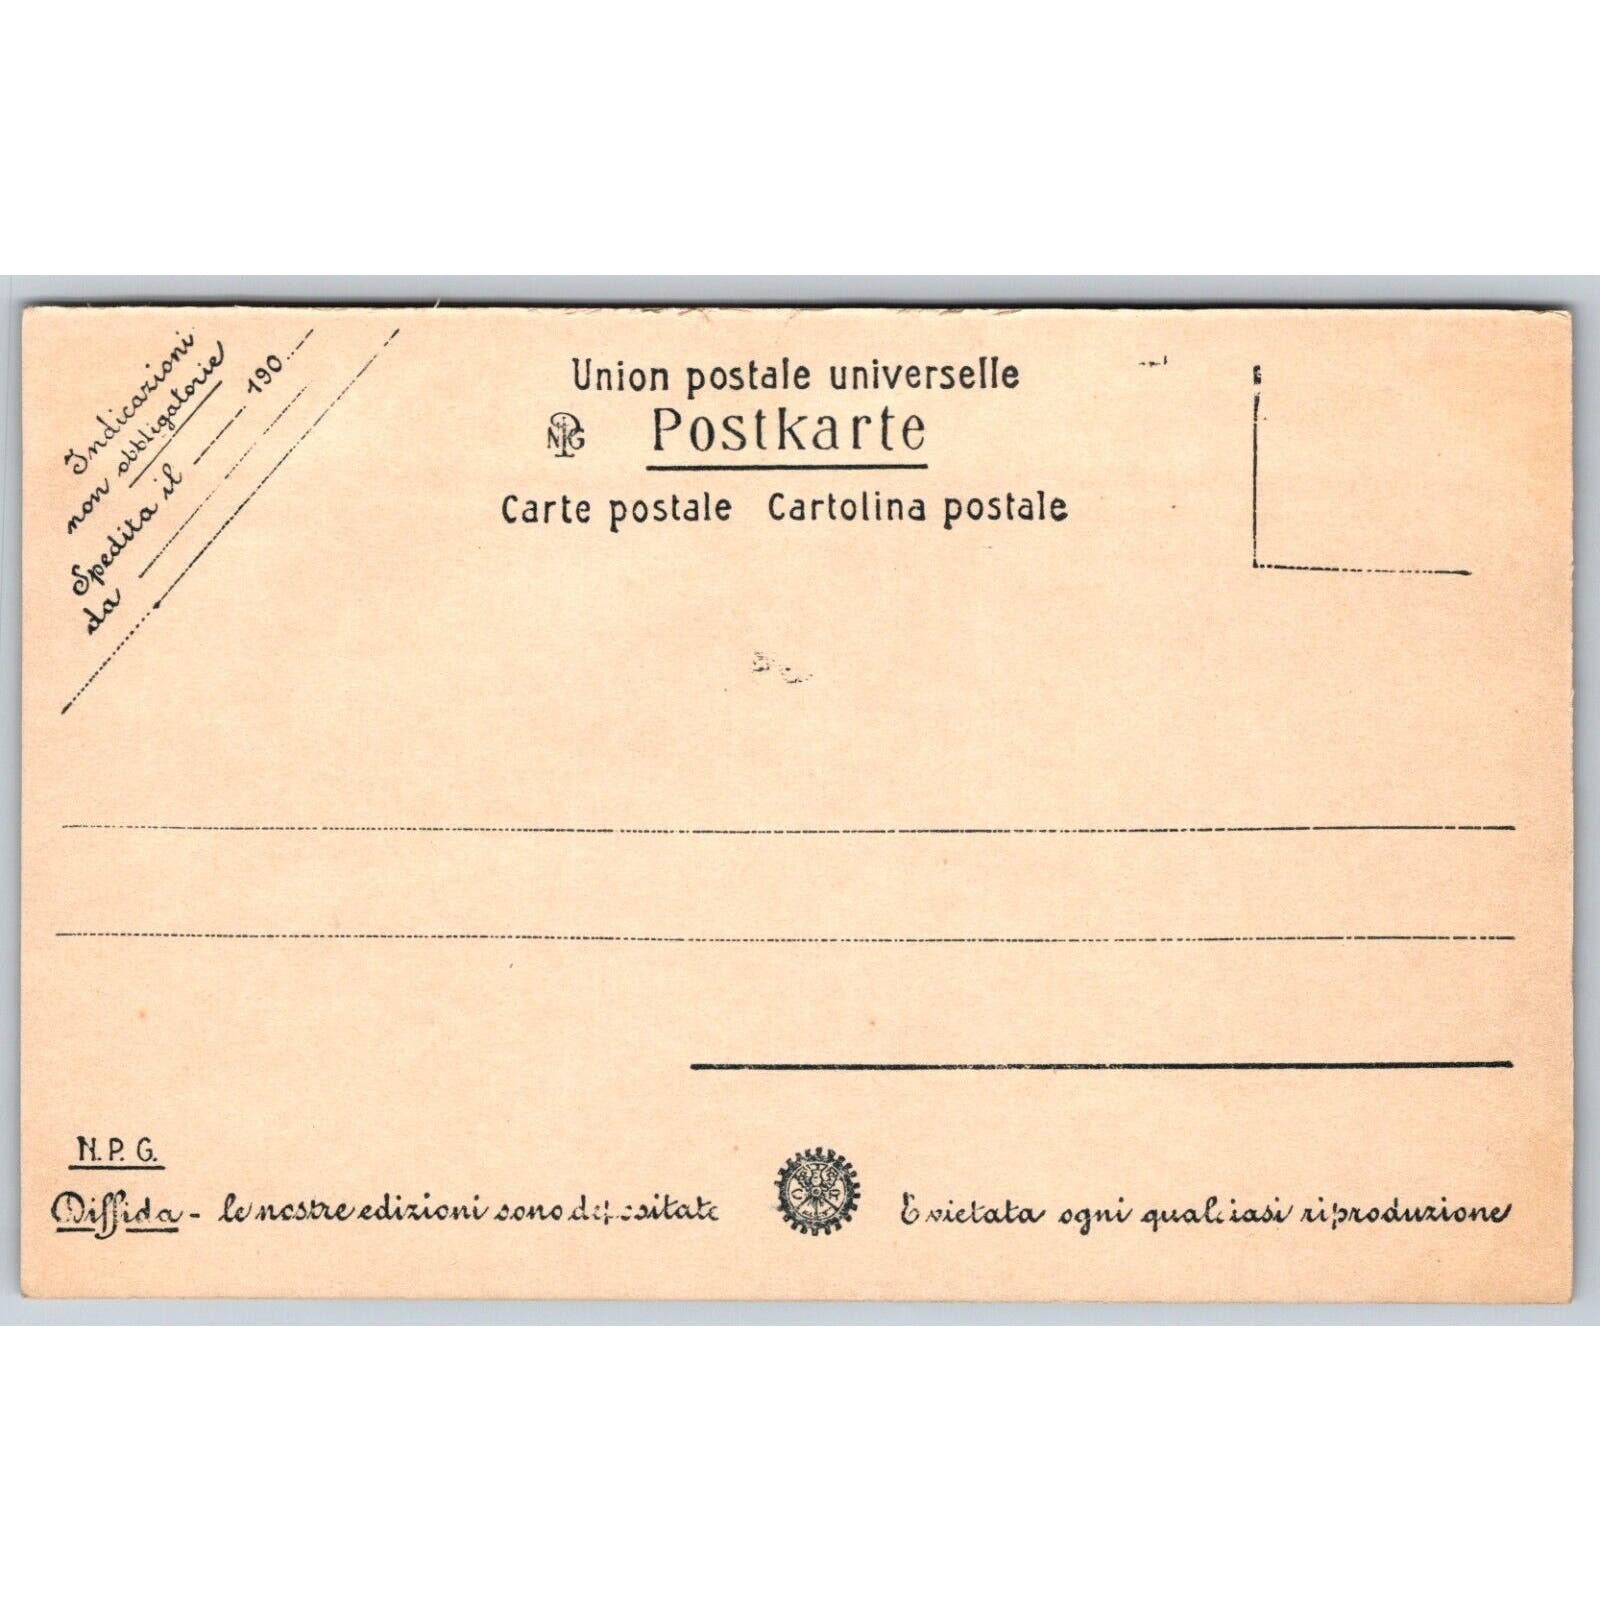 Indicazioni
non obbligatorie
Spedita il 190
da
Union postale universelle
NPG Postkarte
Carte postale Cartolina postale
N.P.G.
Diffida - le nostre edizioni sono depositate E vietata ogni qualsiasi riproduzione